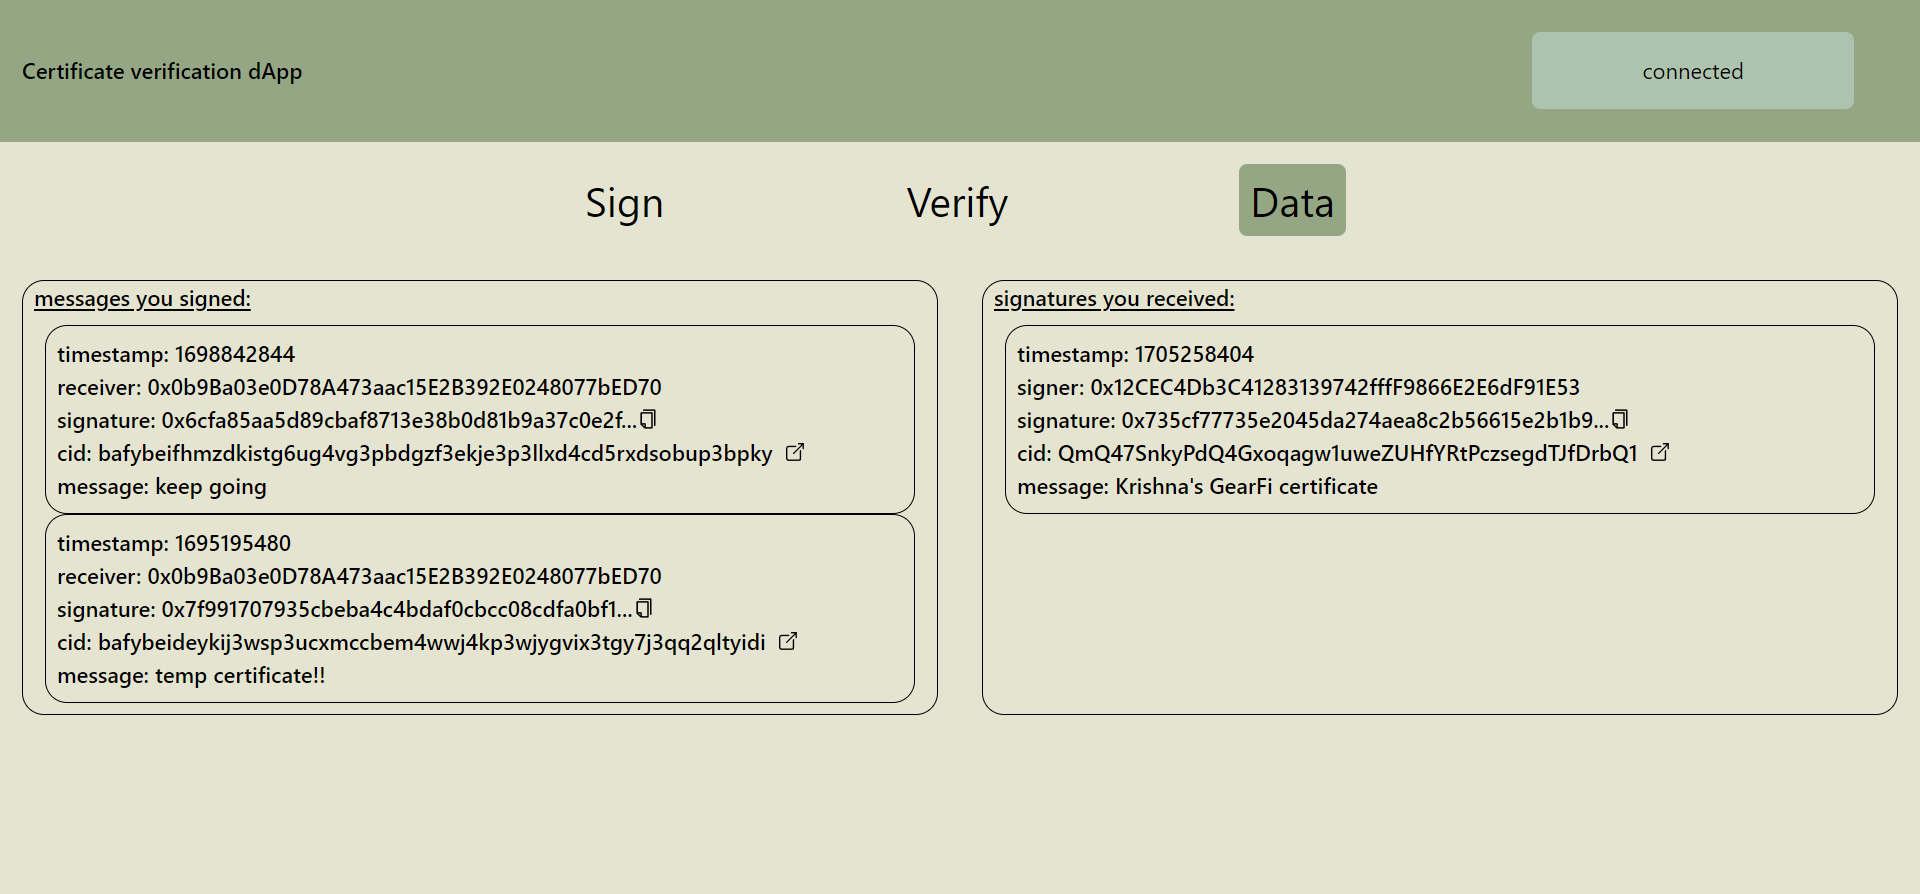 Certificate verification dApp
connected
Sign
Verify
Data
messages you signed:
timestamp: 1698842844
receiver: 0x0b9Ba03e0D78A473aac15E2B392E0248077bED70
signature: 0x6cfa85aa5d89cbaf8713e38b0d81b9a37c0e2f...
cid: bafybeifhmzdkistg6ug4vg3pbdgzf3ekje3p3llxd4cd5rxdsobup3bpky
message: keep going
timestamp: 1695195480
receiver: 0x0b9Ba03e0D78A473aac15E2B392E0248077bED70
signature: 0x7f991707935cbeba4c4bdaf0cbcc08cdfa0bf1...
cid: bafybeideykij3wsp3ucxmccbem4wwj4kp3wjygvix3tgy7j3qq2qltyidi
message: temp certificate!!
signatures you received:
timestamp: 1705258404
signer: 0x12CEC4Db3C41283139742fffF9866E2E6dF91E53
signature: 0x735cf77735e2045da274aea8c2b56615e2b1b9...
cid: QmQ47SnkyPdQ4Gxoqagw1uweZUHfYRtPczsegdTJfDrbQ1
message: Krishna's GearFi certificate